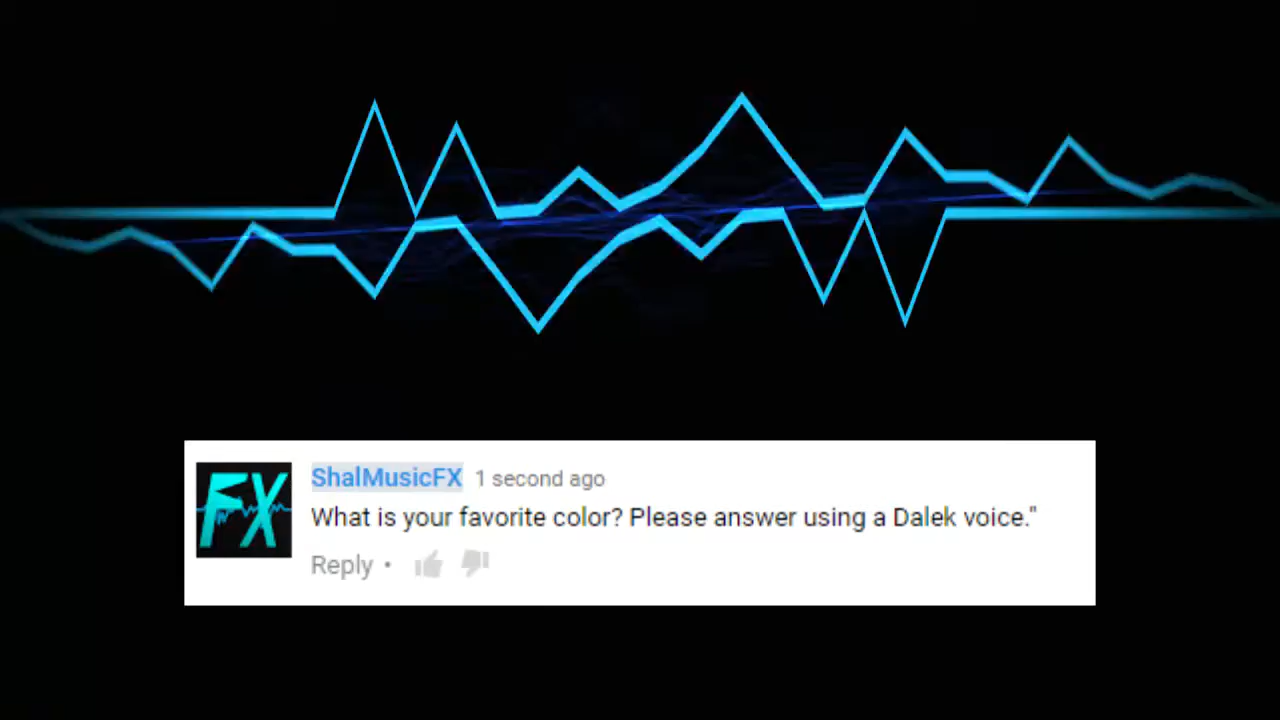 FX
ShalMusicFX 1 second ago
What is your favorite color? Please answer using a Dalek voice."
Reply •